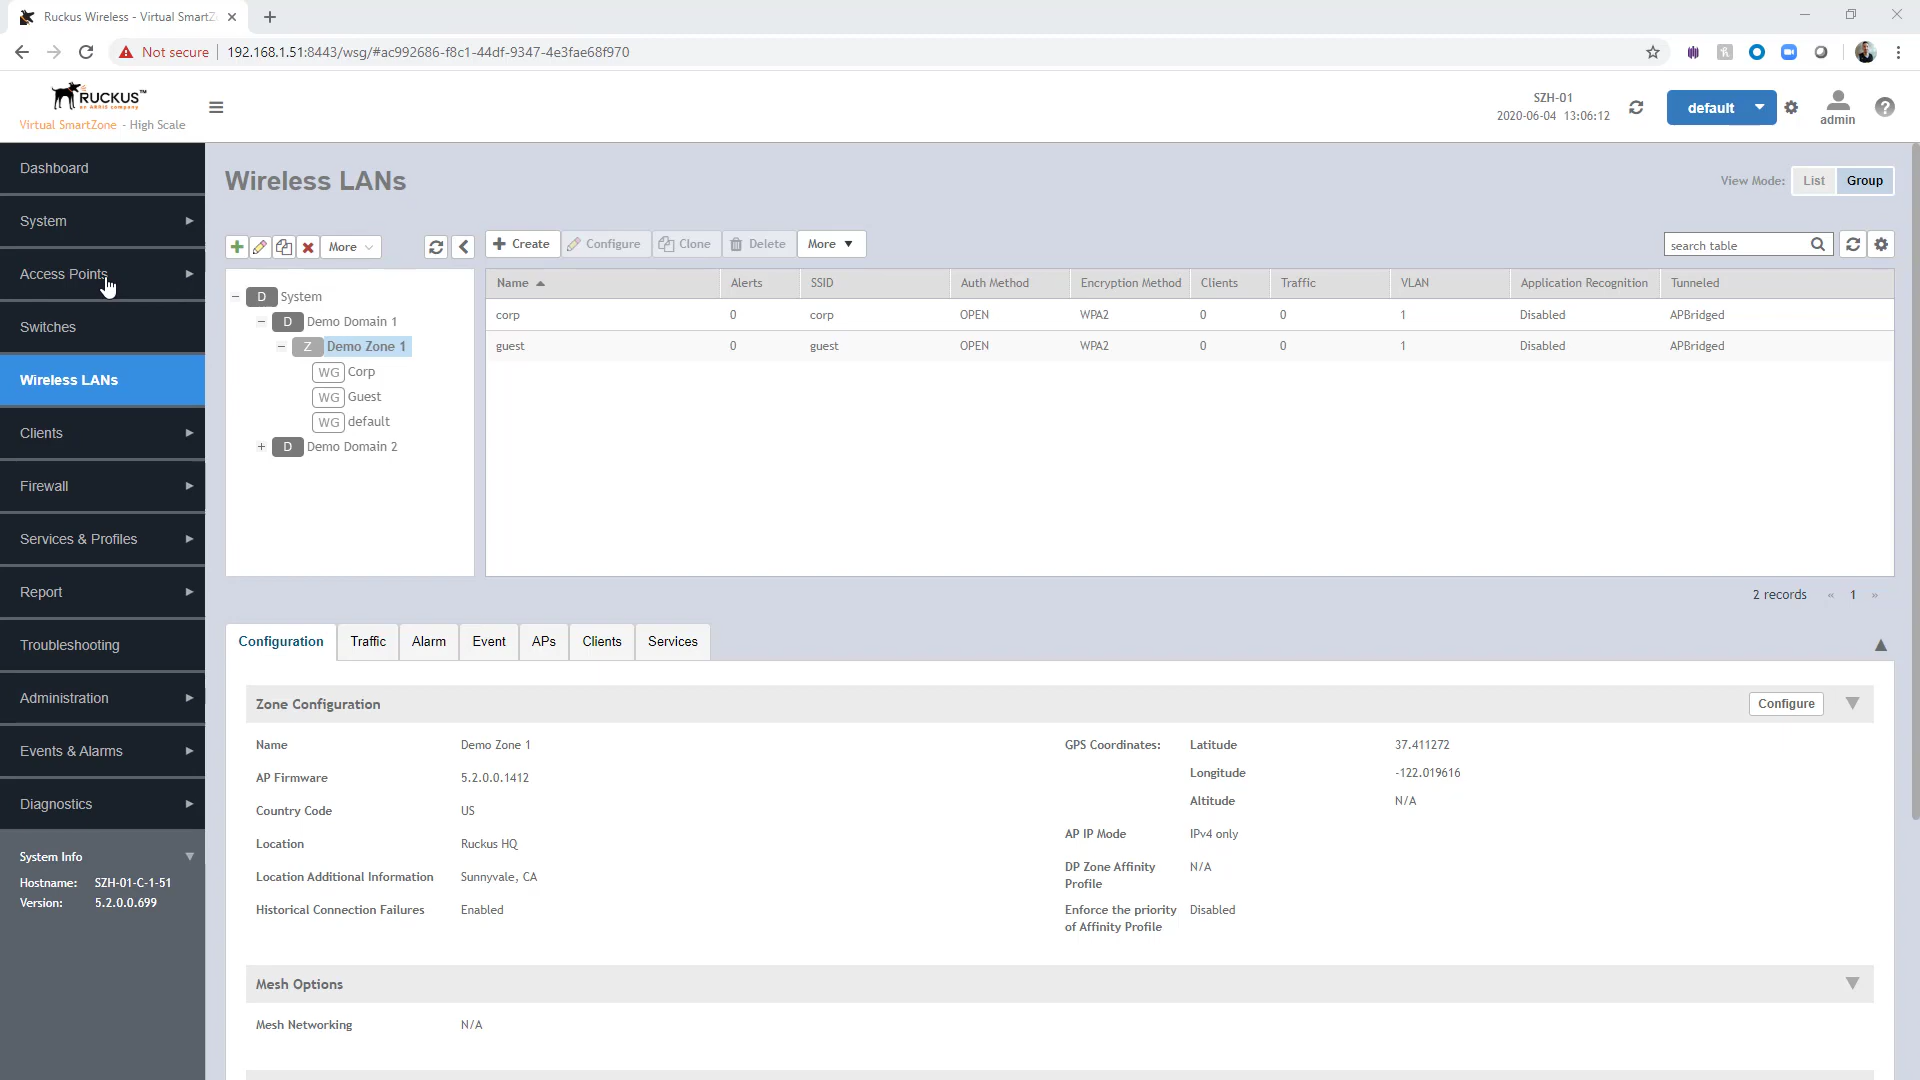 Ruckus Wireless - Virtual SmartZ
Not secure
192.168.1.51:8443/wsg/#ac992686-f8c1-44df-9347-4e3fae68f970
RUCKUS™
an ARRIS company
Virtual SmartZone - High Scale
SZH-01
2020-06-04 13:06:12
default
admin
Dashboard
System
Access Points
Switches
Wireless LANs
Clients
Firewall
Services & Profiles
Report
Troubleshooting
Administration
Events & Alarms
Diagnostics
System Info
Hostname: SZH-01-C-1-51
Version: 5.2.0.0.699
Wireless LANs
View Mode: List Group
More
D System
D Demo Domain 1
Z Demo Zone 1
WG Corp
WG Guest
WG default
D Demo Domain 2
Create Configure Clone Delete More
search table
Name Alerts SSID Auth Method Encryption Method Clients Traffic VLAN Application Recognition Tunneled
corp 0 corp OPEN WPA2 0 0 1 Disabled APBridged
guest 0 guest OPEN WPA2 0 0 1 Disabled APBridged
2 records « 1 »
Configuration Traffic Alarm Event APs Clients Services
Zone Configuration
Configure
Name Demo Zone 1
AP Firmware 5.2.0.0.1412
Country Code US
Location Ruckus HQ
Location Additional Information Sunnyvale, CA
Historical Connection Failures Enabled
GPS Coordinates: Latitude 37.411272
Longitude -122.019616
Altitude N/A
AP IP Mode IPv4 only
DP Zone Affinity N/A
Profile
Enforce the priority Disabled
of Affinity Profile
Mesh Options
Mesh Networking N/A